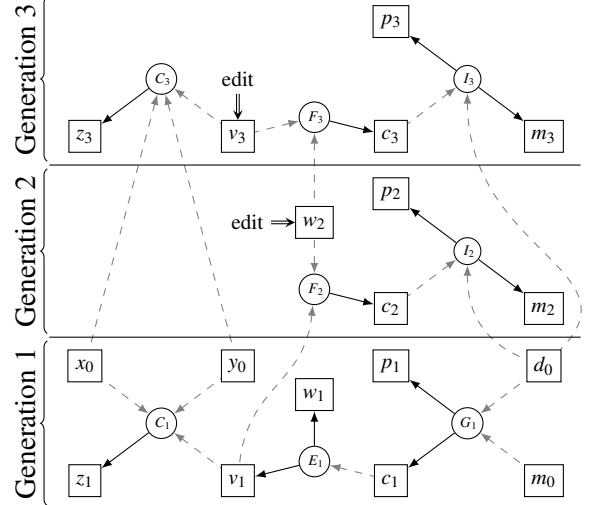 Generation 3
p₃
C₃
edit
I₃
F₃
z₃
v₃
c₃
m₃
Generation 2
p₂
edit
w₂
I₂
F₂
c₂
m₂
Generation 1
x₀
y₀
p₁
d₀
w₁
C₁
G₁
E₁
z₁
v₁
c₁
m₀